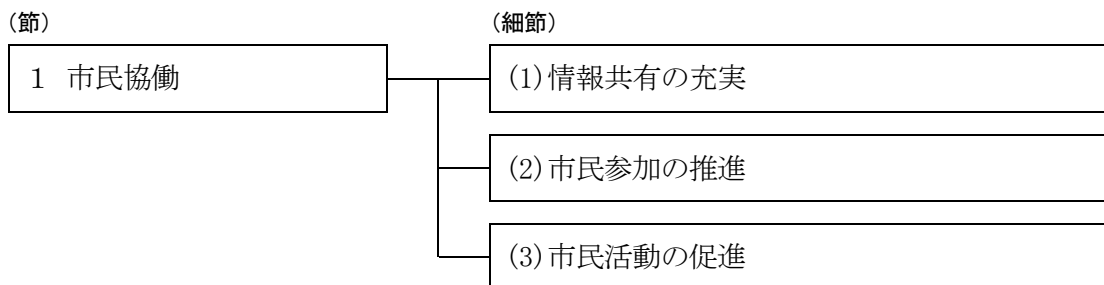 （節）
（細節）
１ 市民協働
(1)情報共有の充実
(2)市民参加の推進
(3)市民活動の促進